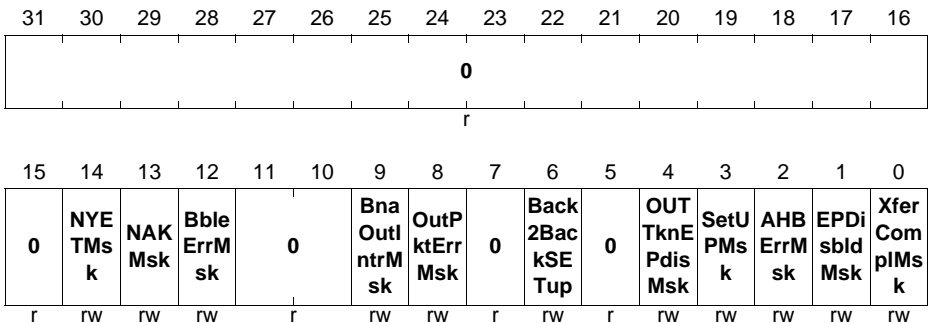 31 30 29 28 27 26 25 24 23 22 21 20 19 18 17 16
0
r
15 14 13 12 11 10 9 8 7 6 5 4 3 2 1 0
0 NYE TMs k NAK Msk Bble ErrM sk 0 Bna OutI ntrM sk OutP ktErr Msk 0 Back 2Bac kSE Tup 0 OUT TknE Pdis Msk SetU PMs k AHB ErrM sk EPDi sbld Msk Xfer Com plMs k
r rw rw rw r rw rw r rw r rw rw rw rw rw